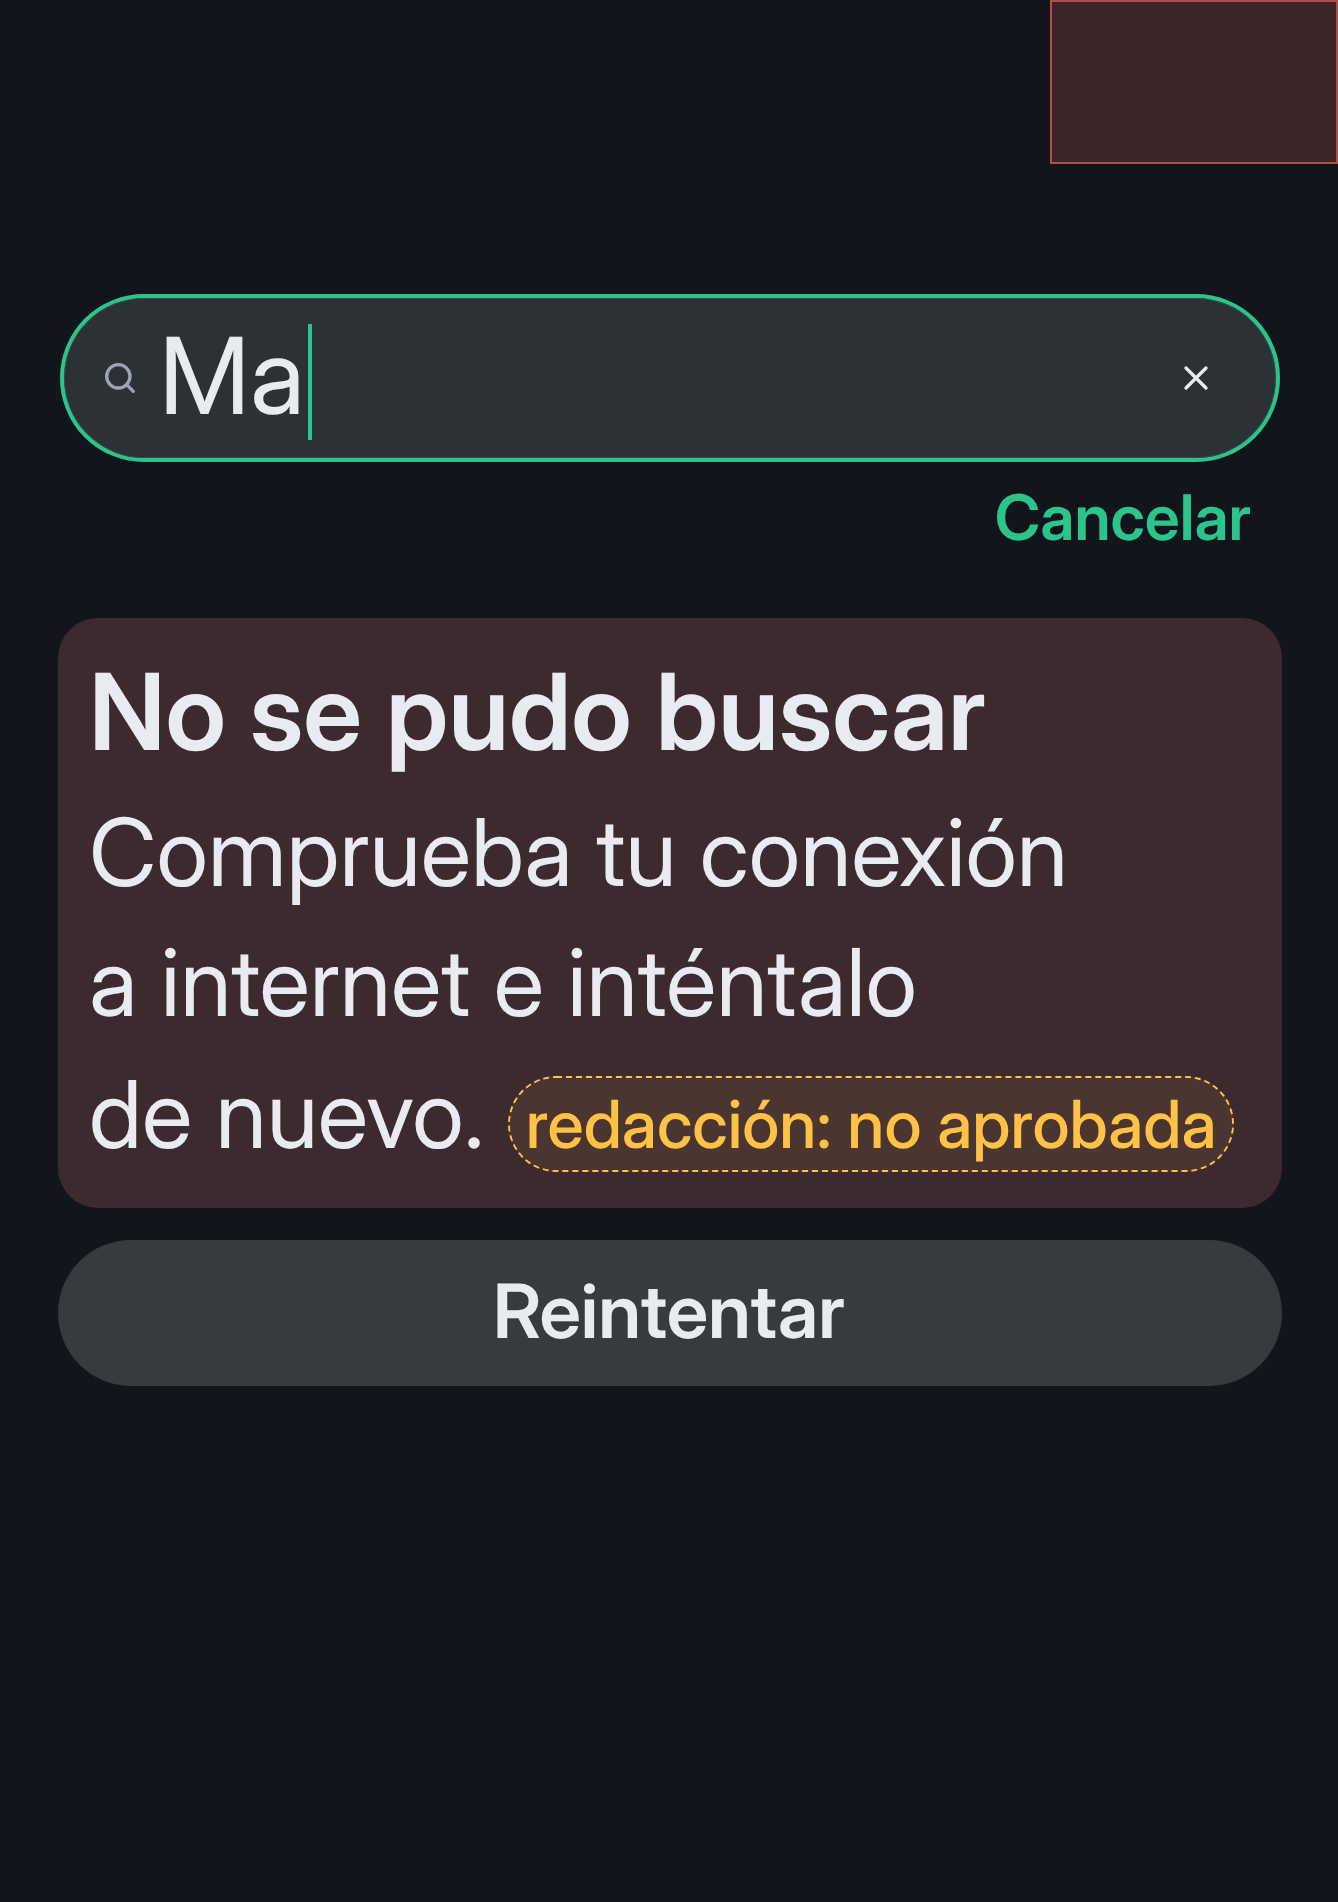 Ma
Cancelar
No se pudo buscar
Comprueba tu conexión
a internet e inténtalo
de nuevo. redacción: no aprobada
Reintentar